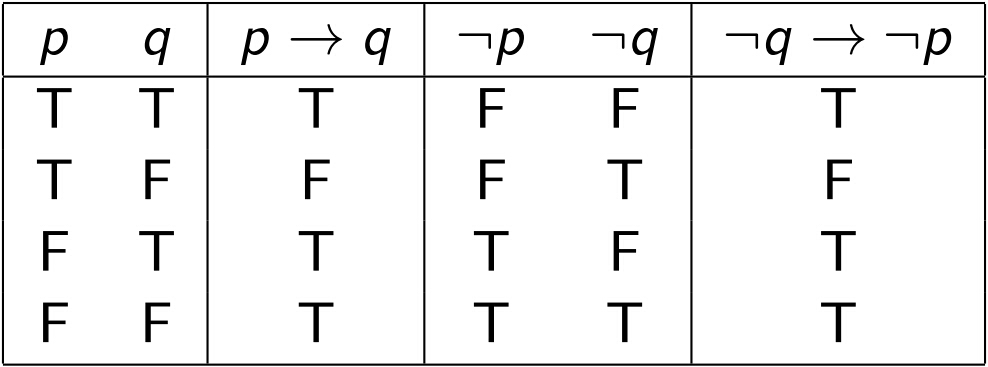 p q p → q ¬p ¬q ¬q → ¬p
T T T F F T
T F F F T F
F T T T F T
F F T T T T